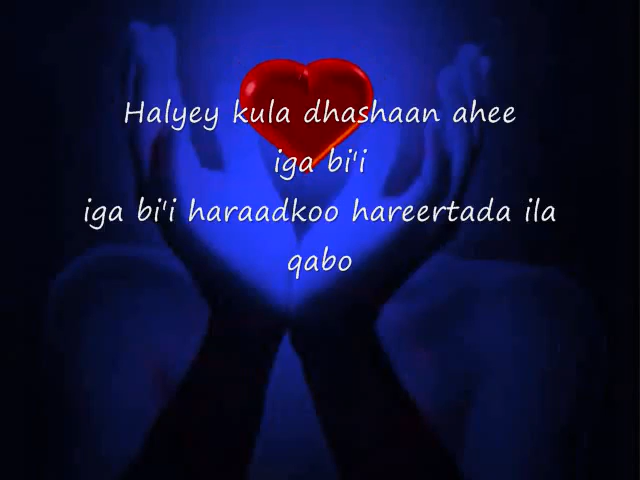 Halyey kula dhashaan ahee
iga bi'i
iga bi'i haraadkoo hareertada ila
qabo